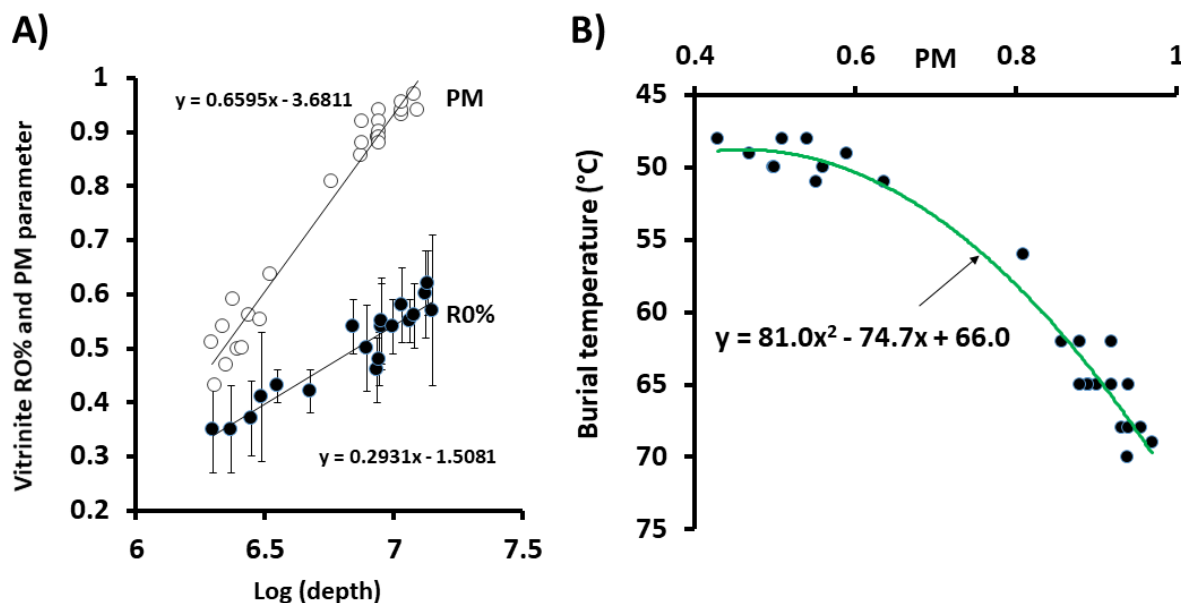 A)
Vitrinite RO% and PM parameter
1
0.9
0.8
0.7
0.6
0.5
0.4
0.3
0.2
y = 0.6595x - 3.6811
PM
R0%
y = 0.2931x - 1.5081
6
6.5
7
7.5
Log (depth)
B)
0.4
0.6
PM
0.8
1
Burial temperature (°C)
45
50
55
60
65
70
75
y = 81.0x² - 74.7x + 66.0